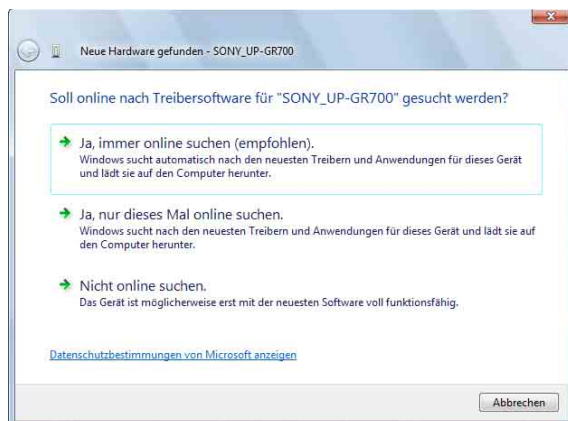 Neue Hardware gefunden - SONY_UP-GR700
Soll online nach Treibersoftware für "SONY_UP-GR700" gesucht werden?
Ja, immer online suchen (empfohlen).
Windows sucht automatisch nach den neuesten Treibern und Anwendungen für dieses Gerät
und lädt sie auf den Computer herunter.
Ja, nur dieses Mal online suchen.
Windows sucht nach den neuesten Treibern und Anwendungen für dieses Gerät und lädt sie auf
den Computer herunter.
Nicht online suchen.
Das Gerät ist möglicherweise erst mit der neuesten Software voll funktionsfähig.
Datenschutzbestimmungen von Microsoft anzeigen
Abbrechen